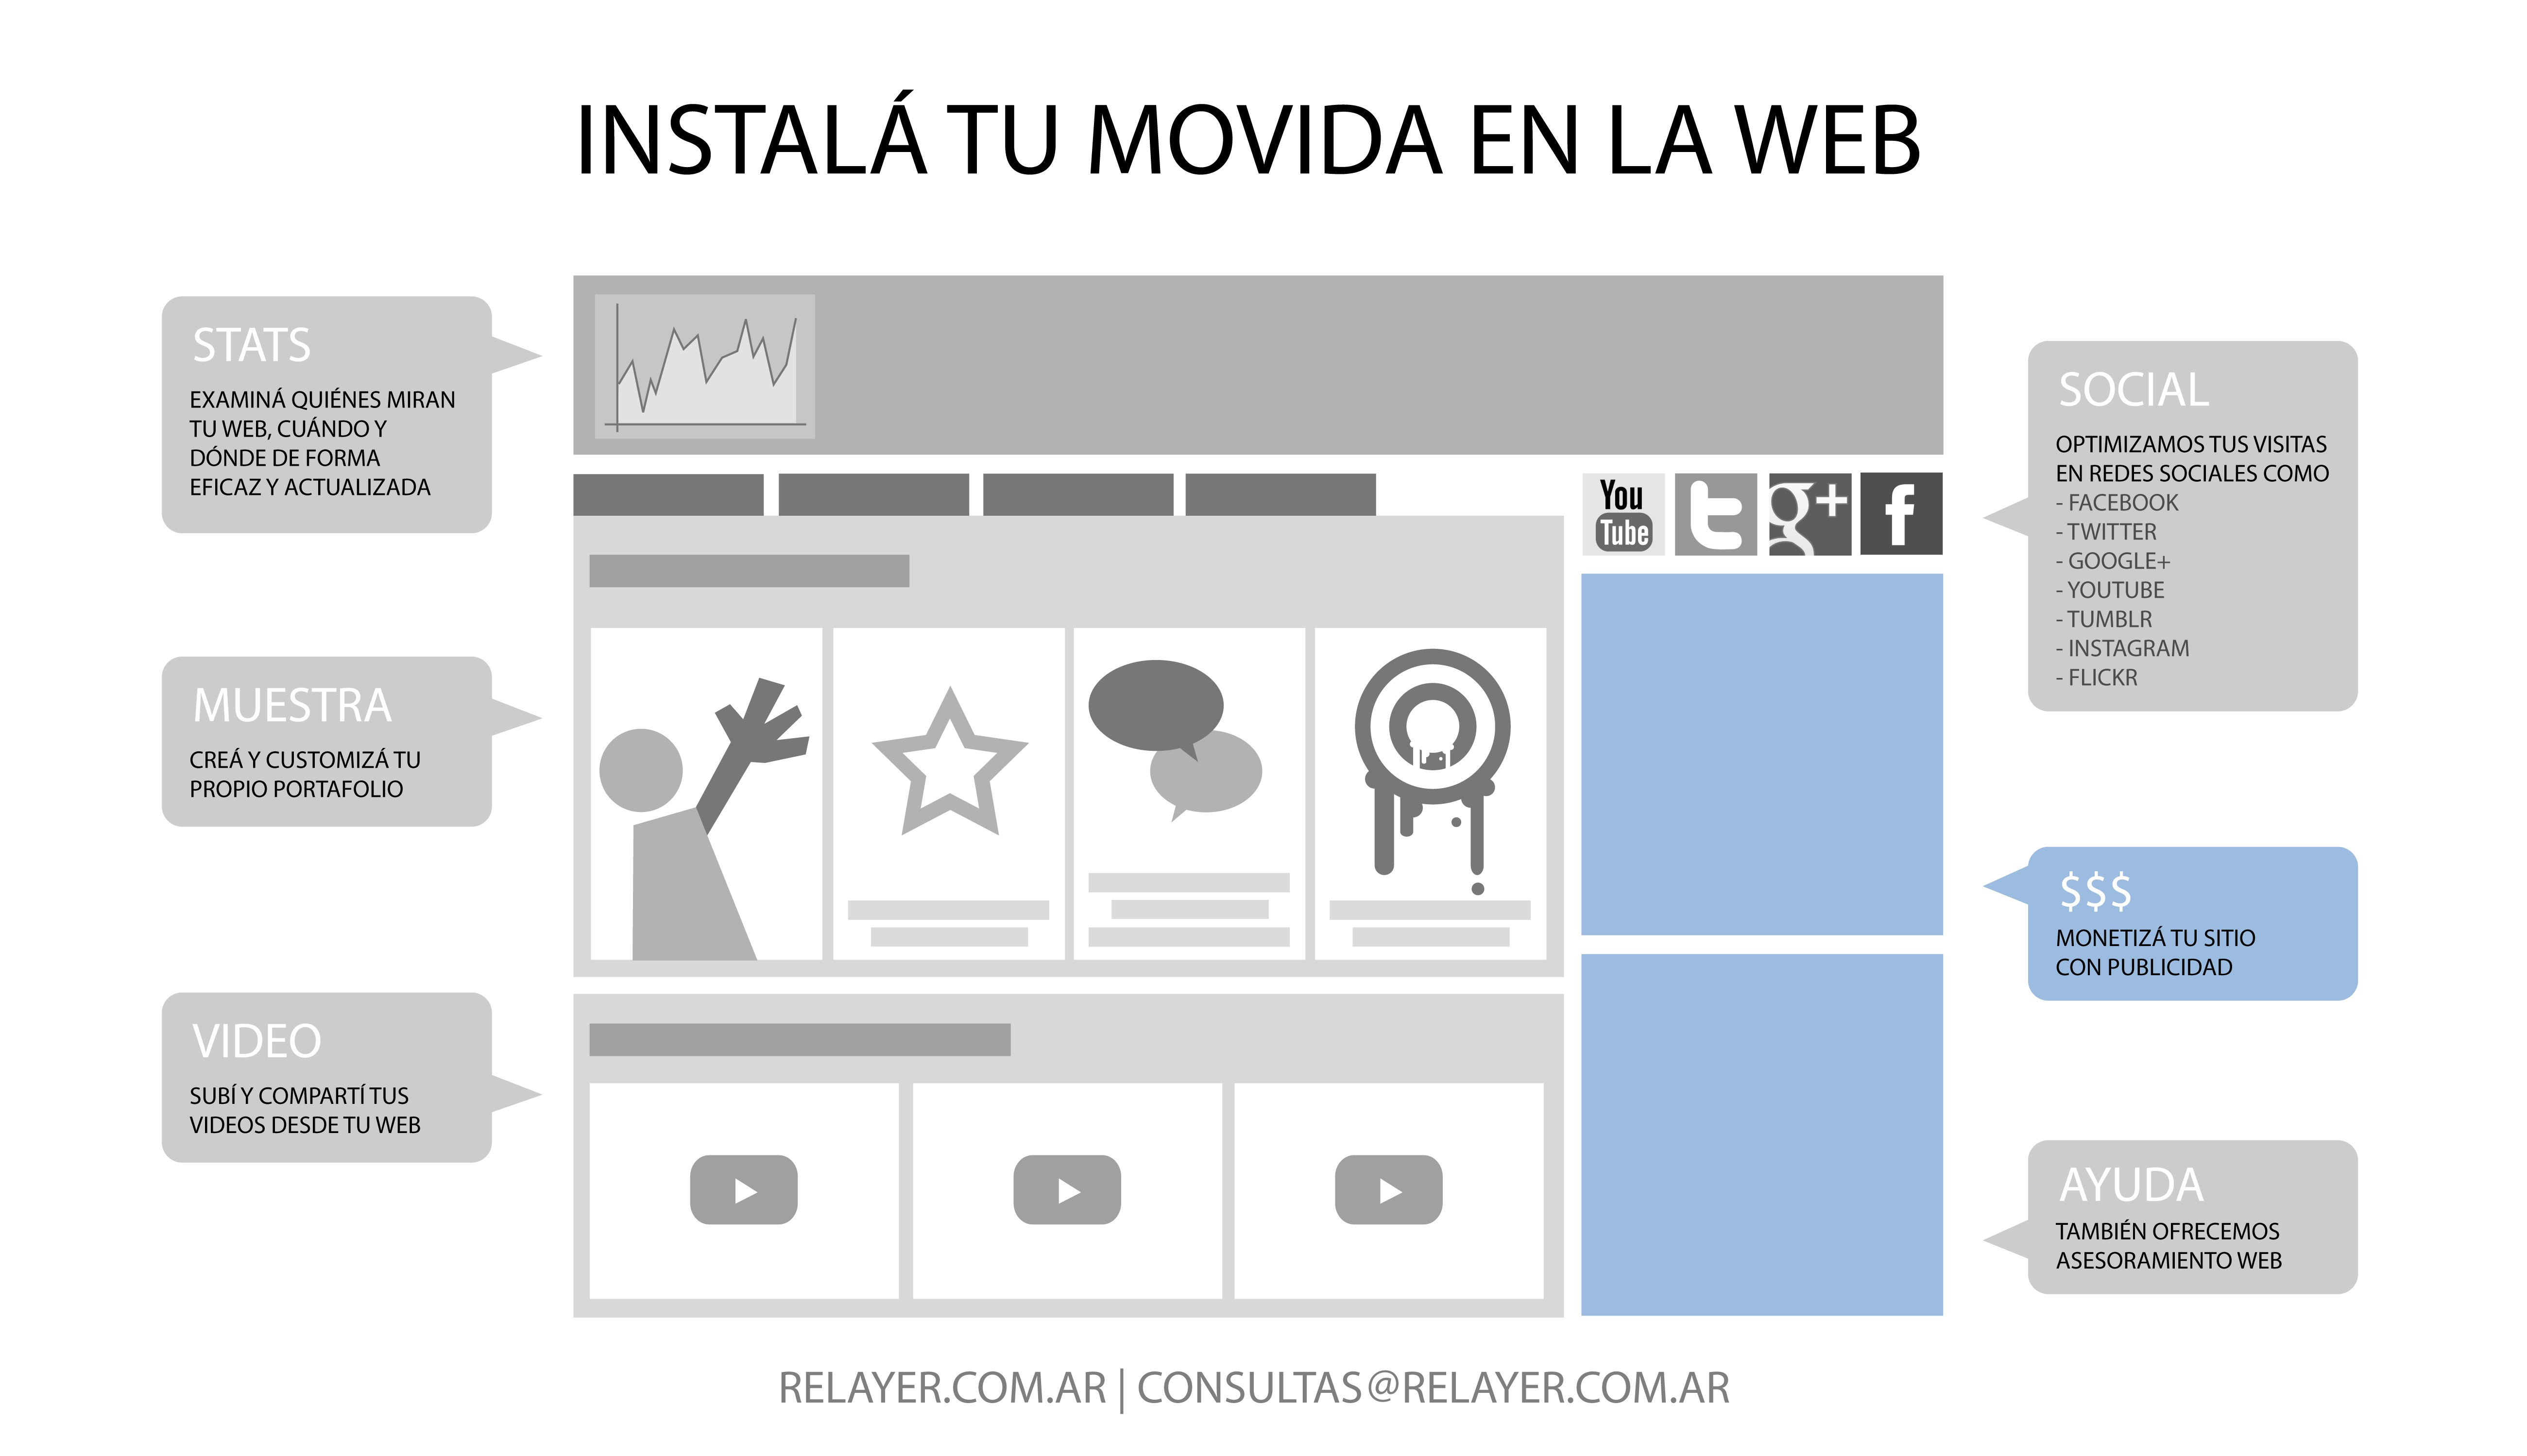 INSTALÁ TU MOVIDA EN LA WEB
STATS
EXAMINÁ QUIÉNES MIRAN
TU WEB, CUÁNDO Y
DÓNDE DE FORMA
EFICAZ Y ACTUALIZADA
MUESTRA
CREÁ Y CUSTOMIZÁ TU
PROPIO PORTAFOLIO
VIDEO
SUBÍ Y COMPARTÍ TUS
VIDEOS DESDE TU WEB
You
Tube
t
g+
f
SOCIAL
OPTIMIZAMOS TUS VISITAS
EN REDES SOCIALES COMO
- FACEBOOK
- TWITTER
- GOOGLE+
- YOUTUBE
- TUMBLR
- INSTAGRAM
- FLICKR
$$$
MONETIZÁ TU SITIO
CON PUBLICIDAD
AYUDA
TAMBIÉN OFRECEMOS
ASESORAMIENTO WEB
RELAYER.COM.AR | CONSULTAS@RELAYER.COM.AR